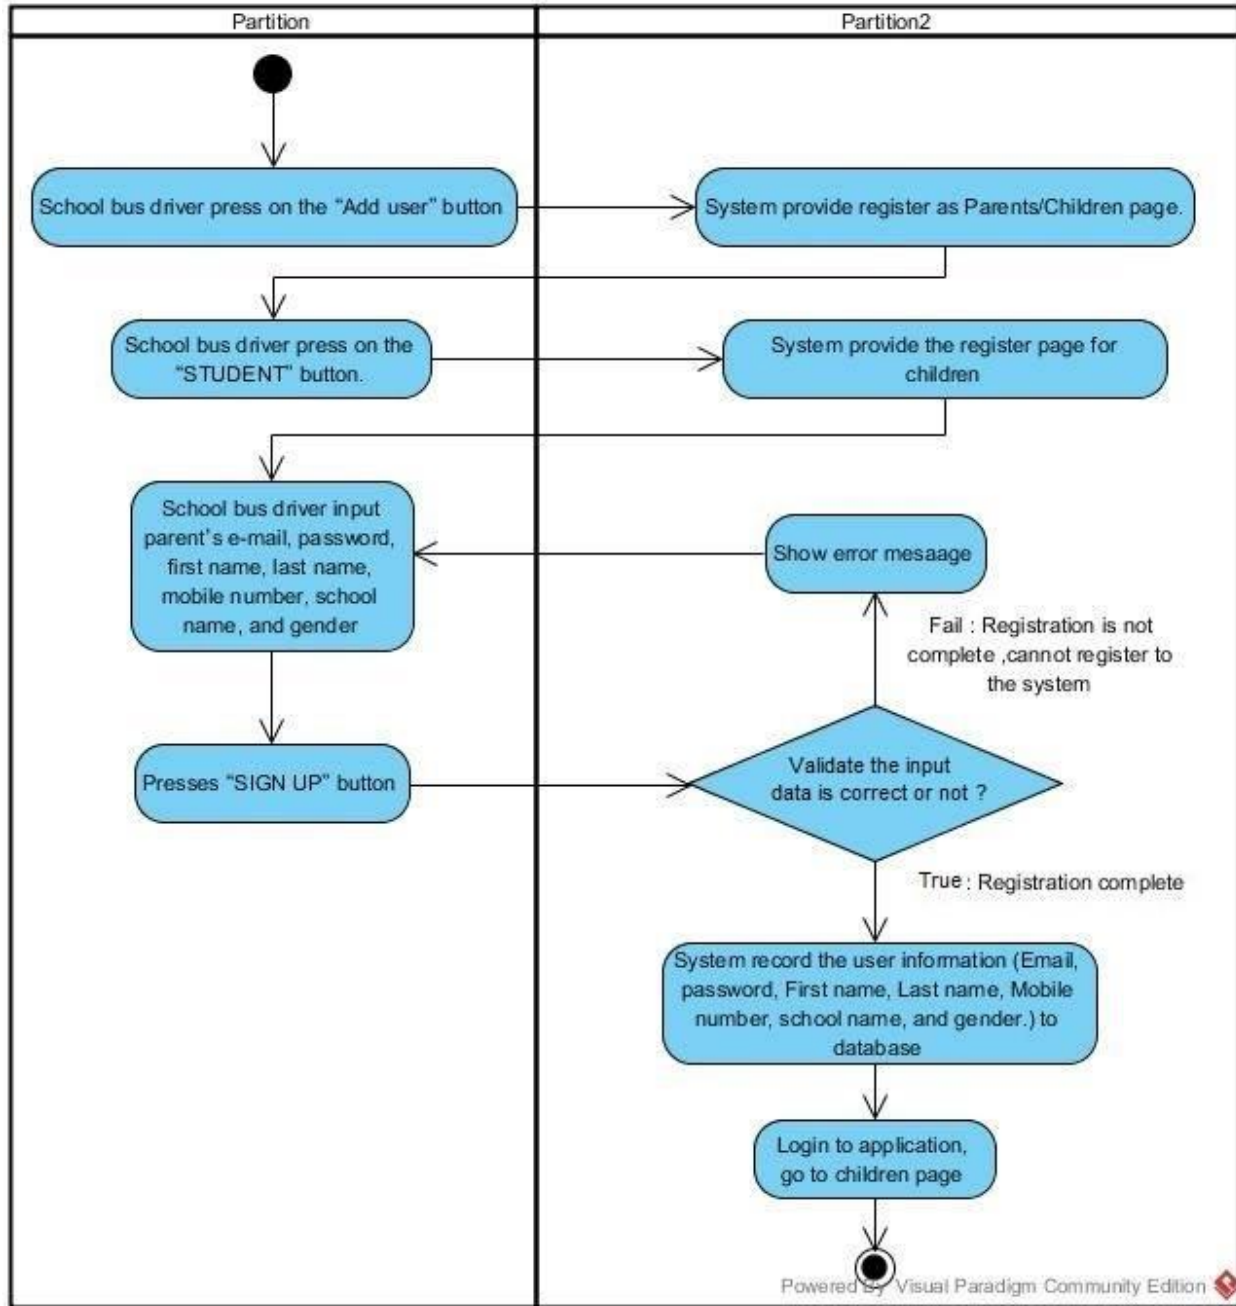 Partition
Partition2
School bus driver press on the “Add user” button
System provide register as Parents/Children page.
School bus driver press on the
“STUDENT” button.
System provide the register page for
children
School bus driver input
parent’s e-mail, password,
first name, last name,
mobile number, school
name, and gender
Show error mesaage
Fail : Registration is not
complete ,cannot register to
the system
Presses “SIGN UP” button
Validate the input
data is correct or not ?
True : Registration complete
System record the user information (Email,
password, First name, Last name, Mobile
number, school name, and gender.) to
database
Login to application,
go to children page
Powered By Visual Paradigm Community Edition